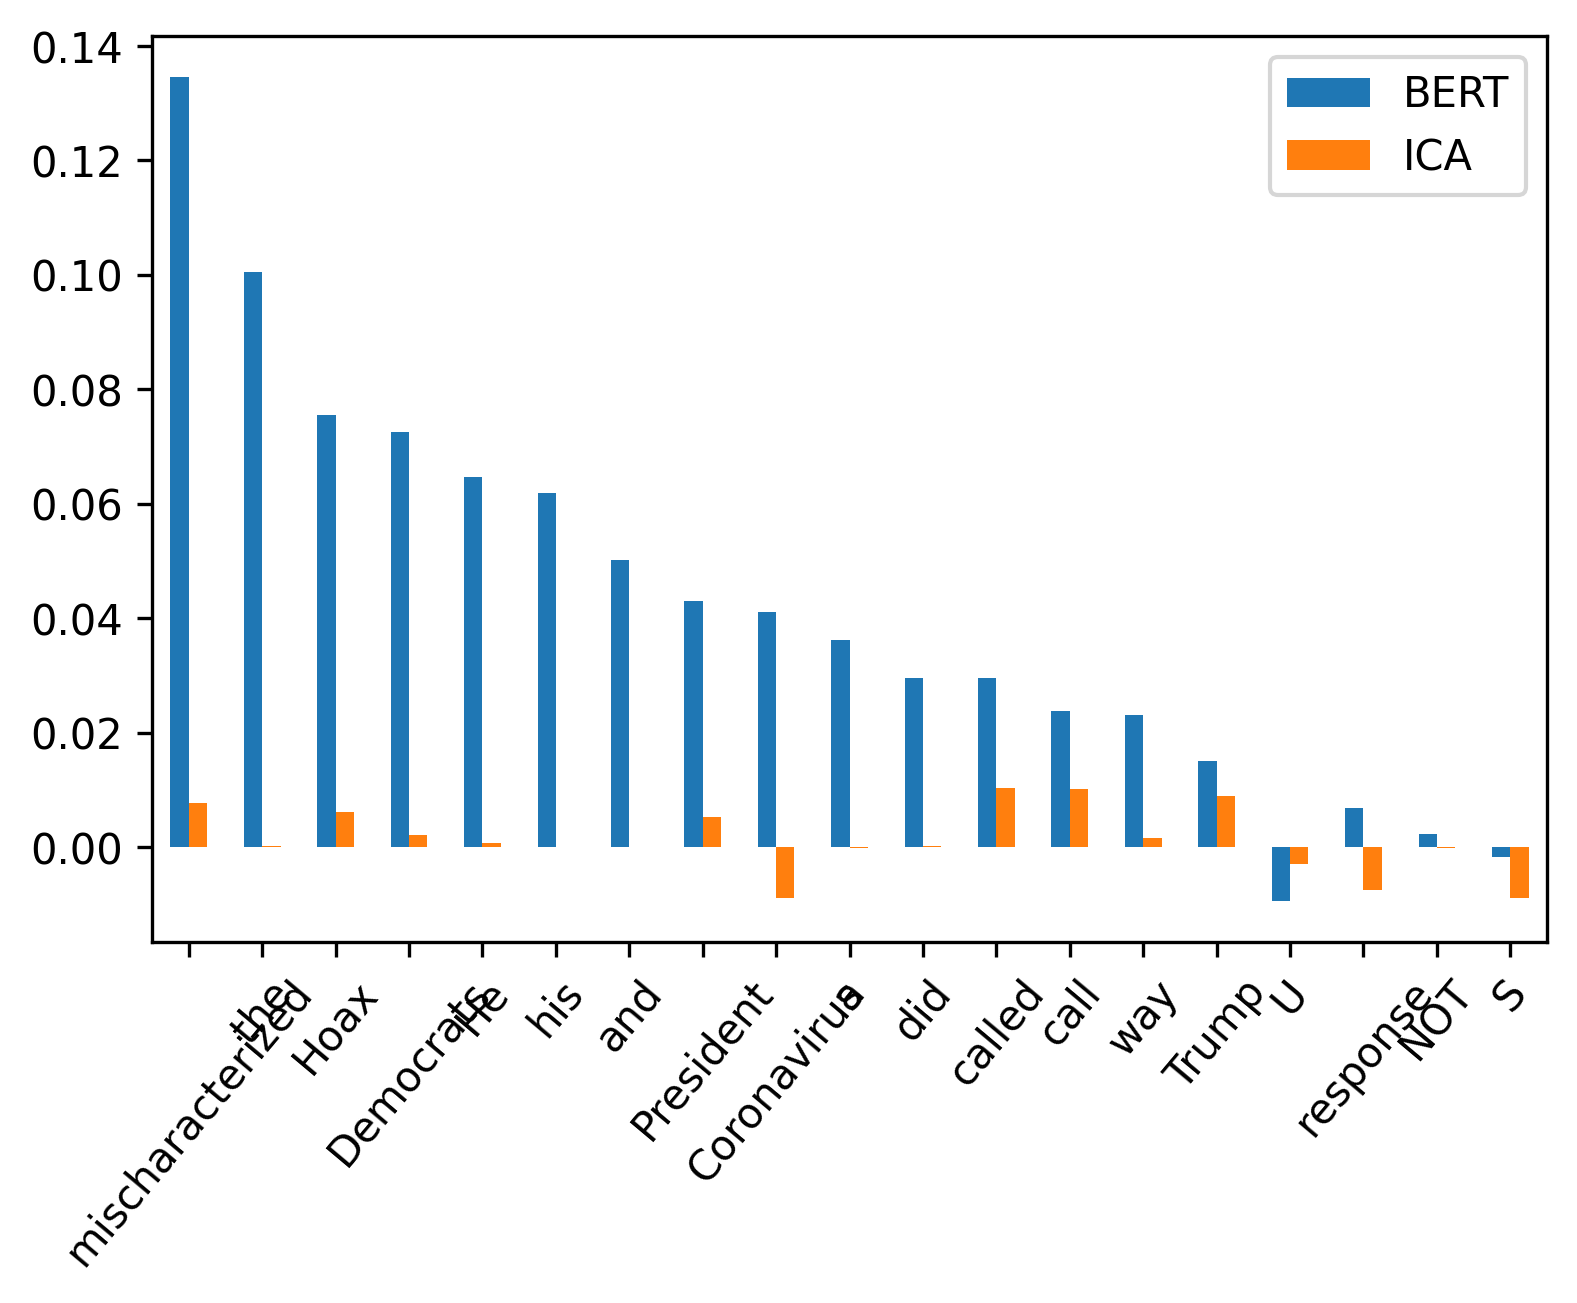 0.14
0.12
0.10
0.08
0.06
0.04
0.02
0.00
BERT
ICA
mischaracterized
the
Hoax
Democrats
He
his
and
President
Coronavirus
did
called
call
way
Trump
U
response
NOT
S